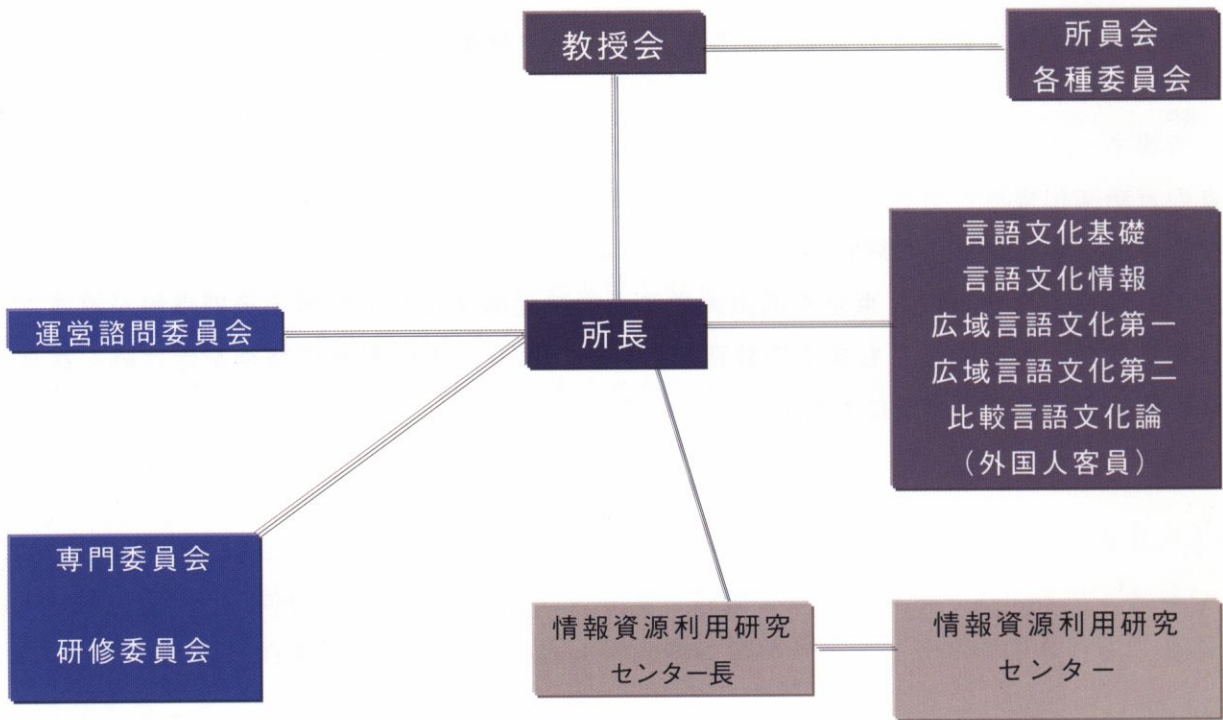 教授会
所員会
各種委員会
運営諮問委員会
所長
言語文化基礎
言語文化情報
広域言語文化第一
広域言語文化第二
比較言語文化論
(外国人客員)
専門委員会
研修委員会
情報資源利用研究
センター長
情報資源利用研究
センター